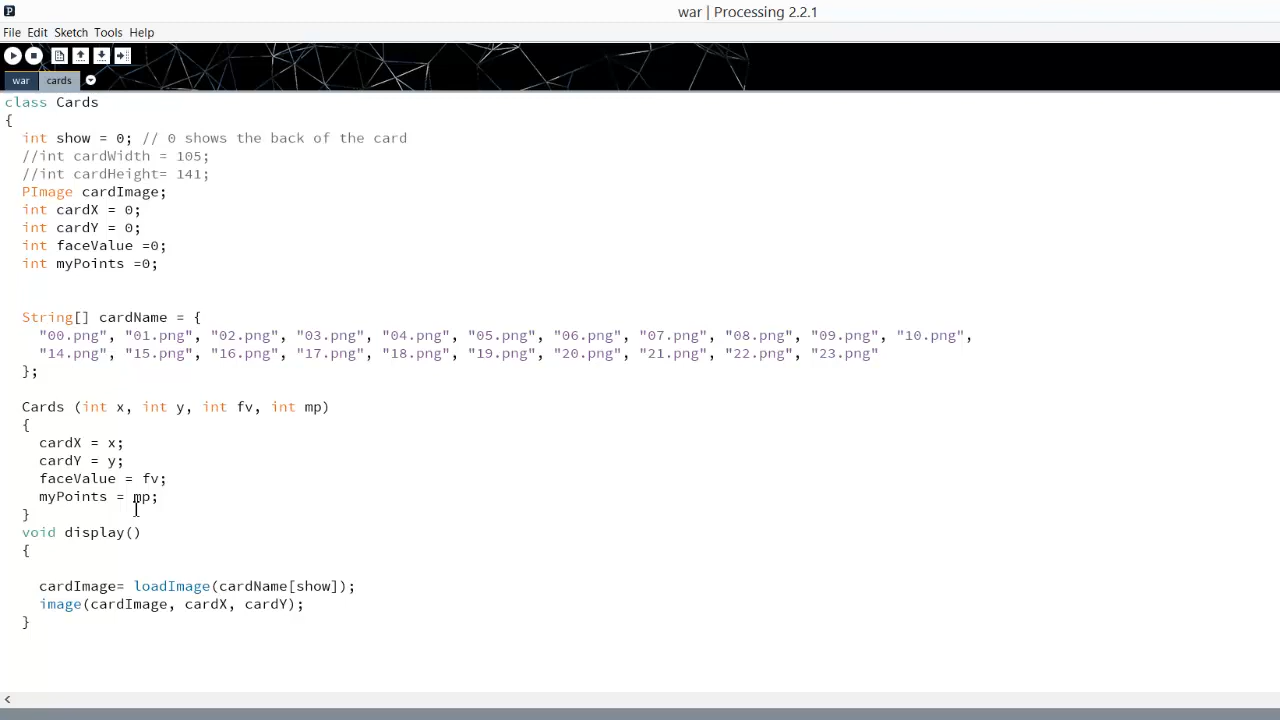 war | Processing 2.2.1
File Edit Sketch Tools Help
war cards
class Cards
{
int show = 0; // 0 shows the back of the card
//int cardWidth = 105;
//int cardHeight= 141;
PImage cardImage;
int cardX = 0;
int cardY = 0;
int faceValue =0;
int myPoints =0;
String[] cardName = {
"00.png", "01.png", "02.png", "03.png", "04.png", "05.png", "06.png", "07.png", "08.png", "09.png", "10.png",
"14.png", "15.png", "16.png", "17.png", "18.png", "19.png", "20.png", "21.png", "22.png", "23.png"
};
Cards (int x, int y, int fv, int mp)
{
cardX = x;
cardY = y;
faceValue = fv;
myPoints = mp;
}
void display()
{
cardImage= loadImage(cardName[show]);
image(cardImage, cardX, cardY);
}